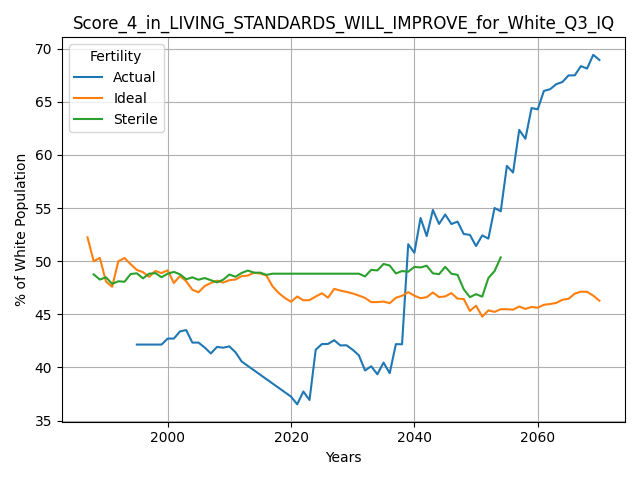 Score_4_in_LIVING_STANDARDS_WILL_IMPROVE_for_White_Q3_IQ
Fertility
Actual
Ideal
Sterile
% of White Population
70
65
60
55
50
45
40
35
2000
2020
2040
2060
Years